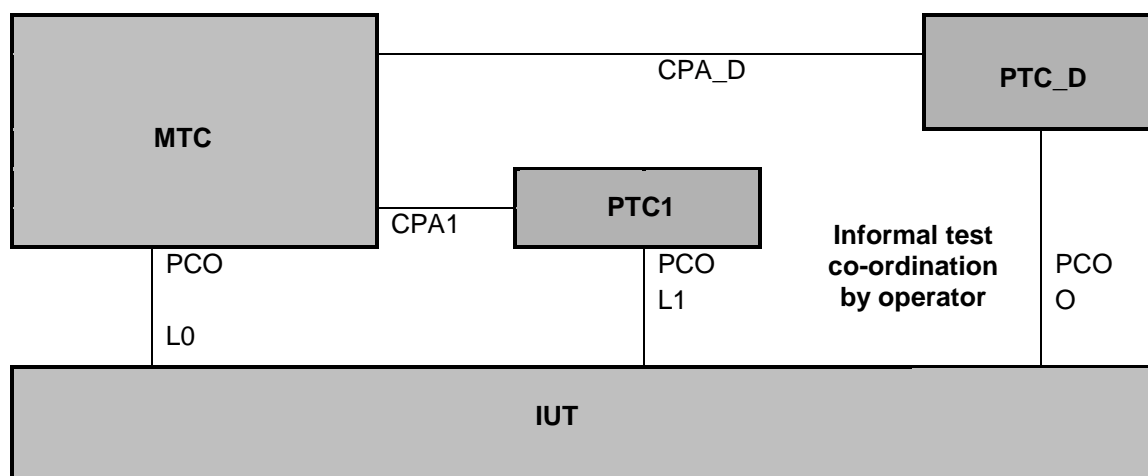 CPA_D
PTC_D
MTC
PTC1
CPA1
Informal test
co-ordination
by operator
PCO
L0
PCO
L1
PCO
O
IUT